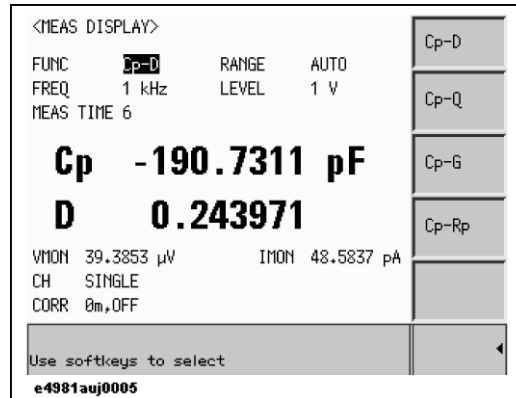 <MEAS DISPLAY>
FUNC Cp-D RANGE AUTO
FREQ 1 kHz LEVEL 1 V
MEAS TIME 6
Cp -190.7311 pF
D 0.243971
VMON 39.3853 µV IMON 48.5837 pA
CH SINGLE
CORR 0m,OFF
Use softkeys to select
Cp-D
Cp-Q
Cp-G
Cp-Rp
e4981auj0005